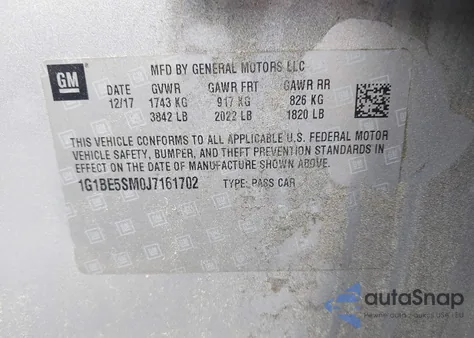 GM
MFD BY GENERAL MOTORS LLC
DATE GVWR GAWR FRT GAWR RR
12/17 1743 KG 917 KG 826 KG
3842 LB 2022 LB 1820 LB
THIS VEHICLE CONFORMS TO ALL APPLICABLE U.S. FEDERAL MOTOR
VEHICLE SAFETY, BUMPER, AND THEFT PREVENTION STANDARDS IN
EFFECT ON THE DATE OF MANUFACTURE SHOWN ABOVE.
1G1BE5SM0J7161702 TYPE: PASS CAR
autoSnap